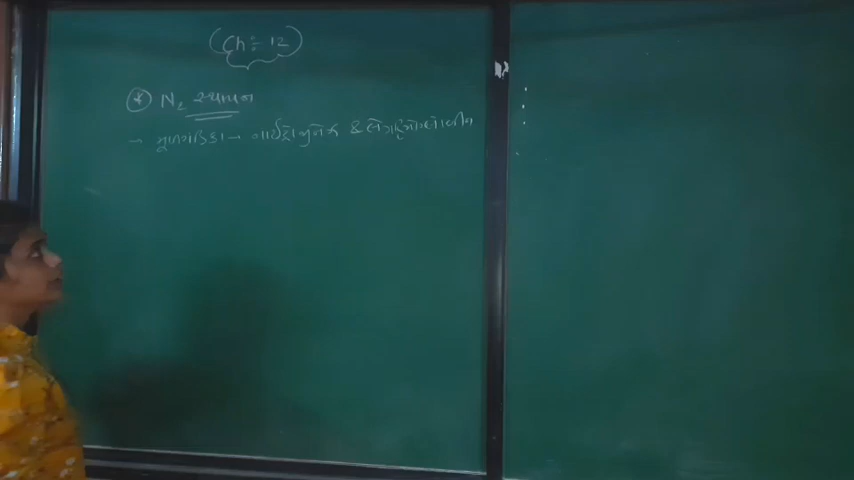 Ch ÷ 12
* N₂ સ્થાપન
→ મૂળગંડિકા → નાઈટ્રોજીનેઝ & લેગહિમોગ્લોબીન